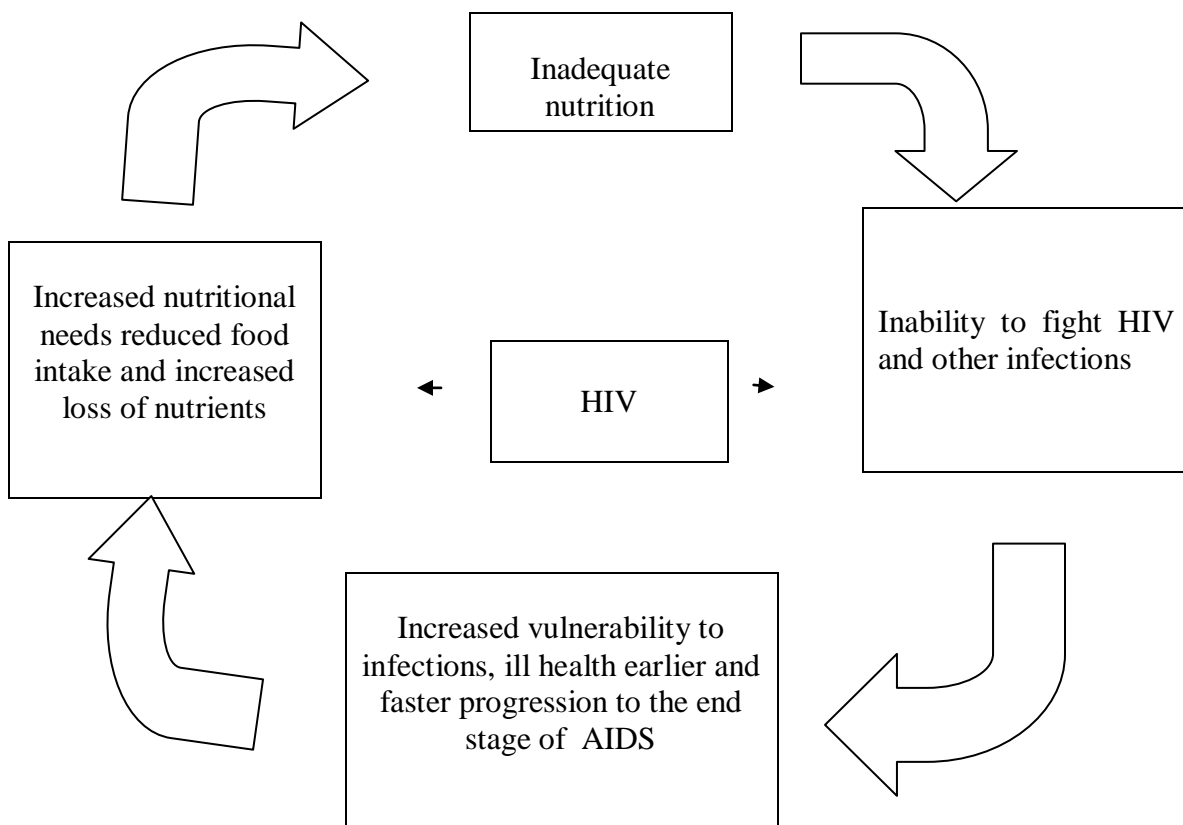 Inadequate
nutrition
Increased nutritional
needs reduced food
intake and increased
loss of nutrients
Inability to fight HIV
and other infections
HIV
Increased vulnerability to
infections, ill health earlier and
faster progression to the end
stage of AIDS